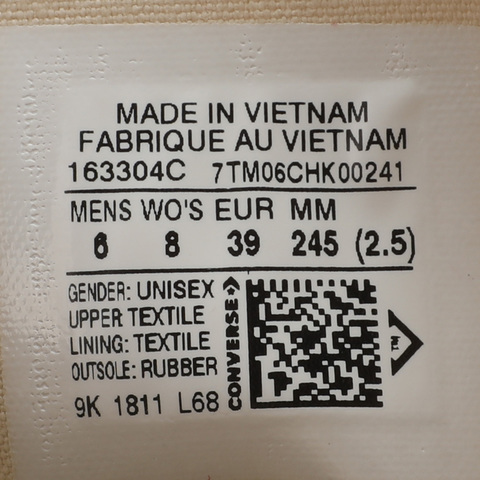 MADE IN VIETNAM
FABRIQUE AU VIETNAM
163304C 7TM06CHK00241
MENS WO'S EUR MM
6 8 39 245 (2.5)
GENDER: UNISEX
UPPER TEXTILE
LINING: TEXTILE
OUTSOLE: RUBBER
9K 1811 L68
CONVERSE
TM